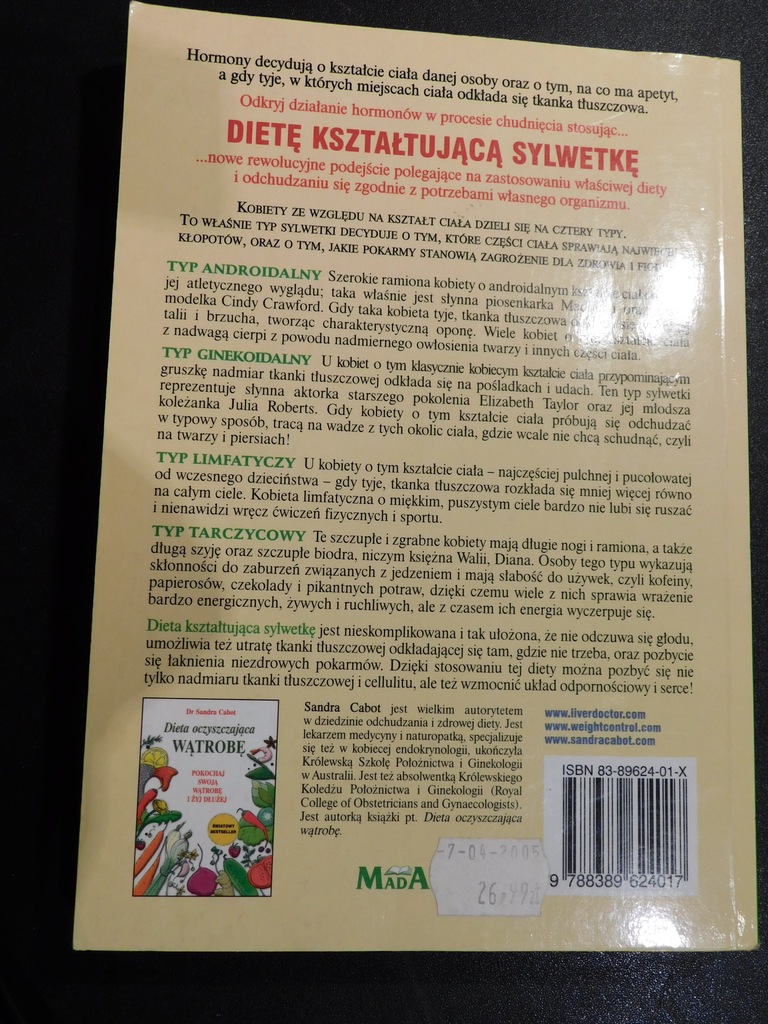 Hormony decydują o kształcie ciała danej osoby oraz o tym, na co ma apetyt,
a gdy tyje, w których miejscach ciała odkłada się tkanka tłuszczowa.
Odkryj działanie hormonów w procesie chudnięcia stosując...
DIETĘ KSZTAŁTUJĄCĄ SYLWETKĘ
...nowe rewolucyjne podejście polegające na zastosowaniu właściwej diety
i odchudzaniu się zgodnie z potrzebami własnego organizmu.
KOBIETY ZE WZGLĘDU NA KSZTAŁT CIAŁA DZIELI SIĘ NA CZTERY TYPY.
TO WŁAŚNIE TYP SYLWETKI DECYDUJE O TYM, KTÓRE CZĘŚCI CIAŁA SPRAWIAJĄ
KŁOPOTÓW, ORAZ O TYM, JAKIE POKARMY STANOWIĄ ZAGROŻENIE DLA ZDROWIA I
TYP ANDROIDALNY Szerokie ramiona kobiety o androidalnym
jej atletycznego wyglądu; taka właśnie jest słynna piosenkarka
modelka Cindy Crawford. Gdy taka kobieta tyje, tkanka tłuszczowa
talii i brzucha, tworząc charakterystyczną oponę. Wiele kobiet ciała
z nadwagą cierpi z powodu nadmiernego owłosienia twarzy i innych części ciała.
TYP GINEKOIDALNY U kobiet o tym klasycznie kobiecym kształcie ciała przypominającym
gruszkę nadmiar tkanki tłuszczowej odkłada się na pośladkach i udach. Ten typ sylwetki
reprezentuje słynna aktorka starszego pokolenia Elizabeth Taylor oraz jej młodsza
koleżanka Julia Roberts. Gdy kobiety o tym kształcie ciała próbują się odchudzać
w typowy sposób, tracą na wadze z tych okolic ciała, gdzie wcale nie chcą schudnąć, czyli
na twarzy i piersiach!
TYP LIMFATYCZY U kobiety o tym kształcie ciała – najczęściej pulchnej i pucołowatej
od wczesnego dzieciństwa – gdy tyje, tkanka tłuszczowa rozkłada się mniej więcej równo
na całym ciele. Kobieta limfatyczna o miękkim, puszystym ciele bardzo nie lubi się ruszać
i nienawidzi wręcz ćwiczeń fizycznych i sportu.
TYP TARCZYCOWY Te szczupłe i zgrabne kobiety mają długie nogi i ramiona, a także
długą szyję oraz szczupłe biodra, niczym księżna Walii, Diana. Osoby tego typu wykazują
skłonności do zaburzeń związanych z jedzeniem i mają słabość do używek, czyli kofeiny,
papierosów, czekolady i pikantnych potraw, dzięki czemu wiele z nich sprawia wrażenie
bardzo energicznych, żywych i ruchliwych, ale z czasem ich energia wyczerpuje się.
Dieta kształtująca sylwetkę jest nieskomplikowana i tak ułożona, że nie odczuwa się głodu,
umożliwia też utratę tkanki tłuszczowej odkładającej się tam, gdzie nie trzeba, oraz pozbycie
się łaknienia niezdrowych pokarmów. Dzięki stosowaniu tej diety można pozbyć się nie
tylko nadmiaru tkanki tłuszczowej i cellulitu, ale też wzmocnić układ odpornościowy i serce!
Dr Sandra Cabot
Dieta oczyszczająca
WĄTROBĘ
POKOCHAJ
SWOJĄ
WĄTROBĘ
I ŻYJ DŁUŻEJ
ŚWIATOWY
BESTSELLER
Sandra Cabot jest wielkim autorytetem
w dziedzinie odchudzania i zdrowej diety. Jest
lekarzem medycyny i naturopatką, specjalizuje
się też w kobiecej endokrynologii, ukończyła
Królewską Szkołę Położnictwa i Ginekologii
w Australii. Jest też absolwentką Królewskiego
Koledżu Położnictwa i Ginekologii (Royal
College of Obstetricians and Gynaecologists).
Jest autorką książki pt. Dieta oczyszczająca
wątrobę.
www.liverdoctor.com
www.weightcontrol.com
www.sandracabot.com
ISBN 83-89624-01-X
9 788389 624017
MADA
-7-04-2005
26,49zł